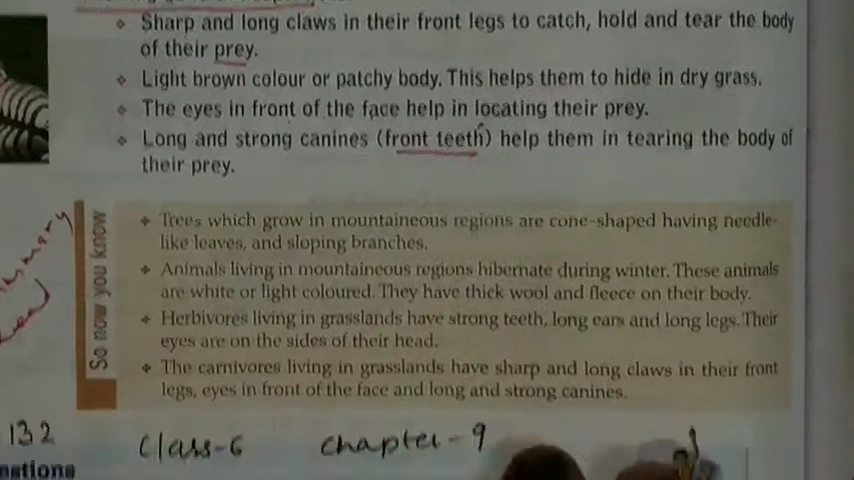 ❖ Sharp and long claws in their front legs to catch, hold and tear the body
of their prey.
❖ Light brown colour or patchy body. This helps them to hide in dry grass.
❖ The eyes in front of the face help in locating their prey.
❖ Long and strong canines (front teeth) help them in tearing the body of
their prey.
So now you know
❖ Trees which grow in mountaineous regions are cone-shaped having needle-
like leaves, and sloping branches.
❖ Animals living in mountaineous regions hibernate during winter. These animals
are white or light coloured. They have thick wool and fleece on their body.
❖ Herbivores living in grasslands have strong teeth, long ears and long legs. Their
eyes are on the sides of their head.
❖ The carnivores living in grasslands have sharp and long claws in their front
legs, eyes in front of the face and long and strong canines.
132
Class-6 chapter-9